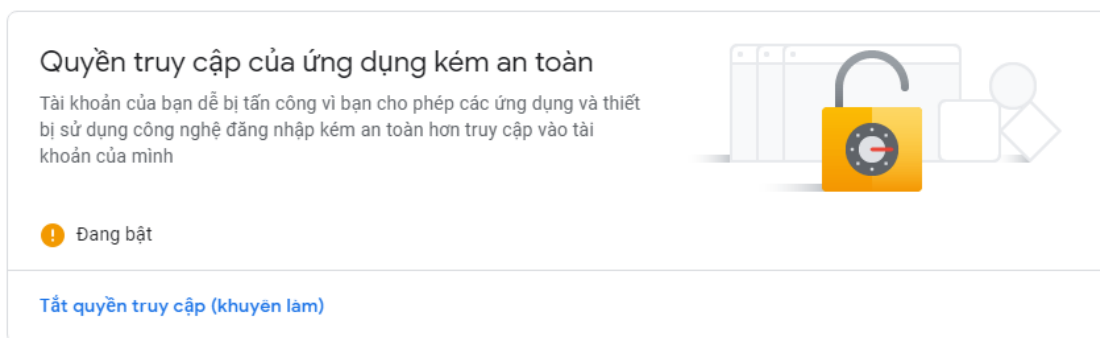 Quyền truy cập của ứng dụng kém an toàn
Tài khoản của bạn dễ bị tấn công vì bạn cho phép các ứng dụng và thiết
bị sử dụng công nghệ đăng nhập kém an toàn hơn truy cập vào tài
khoản của mình
Đang bật
Tắt quyền truy cập (khuyên làm)